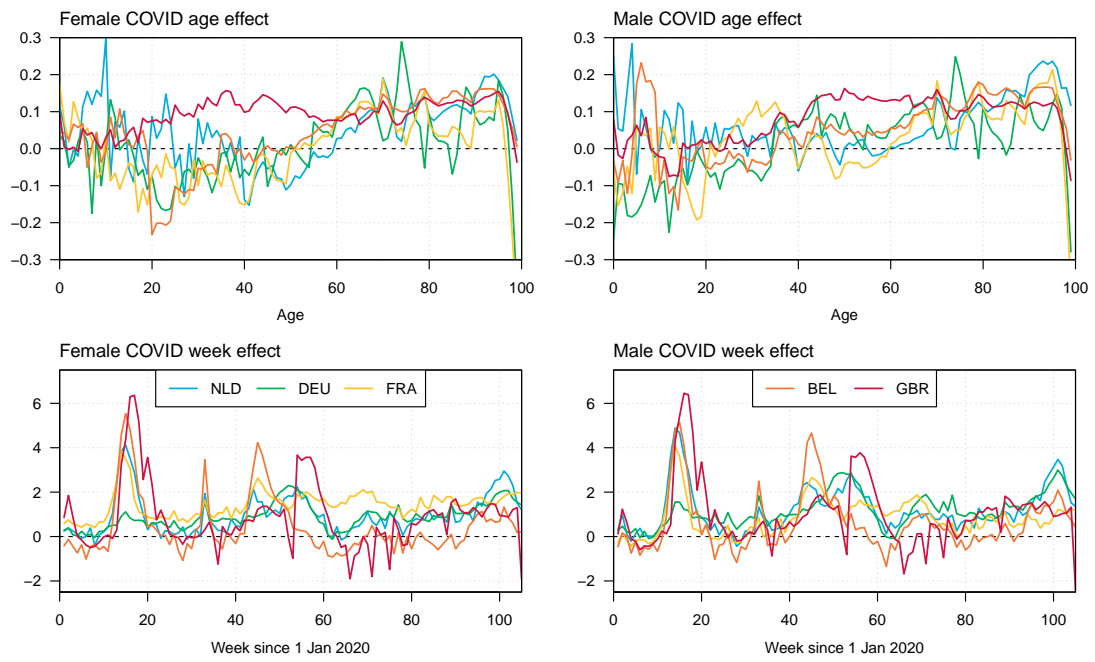 Female COVID age effect
0.3
0.2
0.1
0.0
−0.1
−0.2
−0.3
0 20 40 60 80 100
Age
Male COVID age effect
0.3
0.2
0.1
0.0
−0.1
−0.2
−0.3
0 20 40 60 80 100
Age
Female COVID week effect
NLD DEU FRA
6
4
2
0
−2
0 20 40 60 80 100
Week since 1 Jan 2020
Male COVID week effect
BEL GBR
6
4
2
0
−2
0 20 40 60 80 100
Week since 1 Jan 2020